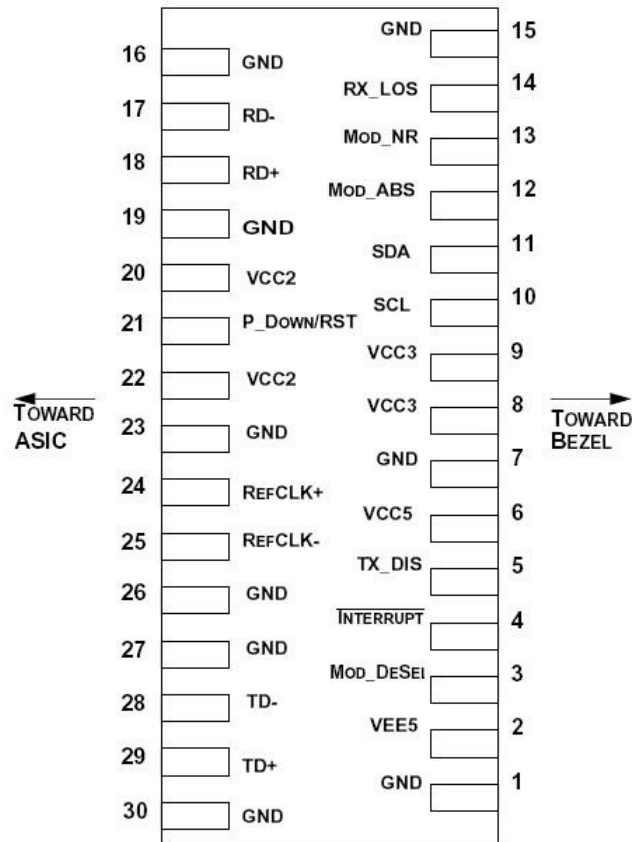 GND 15
16 GND
RX_LOS 14
17 RD-
MOD_NR 13
18 RD+
MOD_ABS 12
19 GND
SDA 11
20 VCC2
SCL 10
21 P_DOWN/RST
VCC3 9
22 VCC2
VCC3 8
TOWARD
ASIC
TOWARD
BEZEL
23 GND
GND 7
24 REFCLK+
VCC5 6
25 REFCLK-
TX_DIS 5
26 GND
INTERRUPT 4
27 GND
MOD_DESEL 3
28 TD-
VEE5 2
29 TD+
GND 1
30 GND